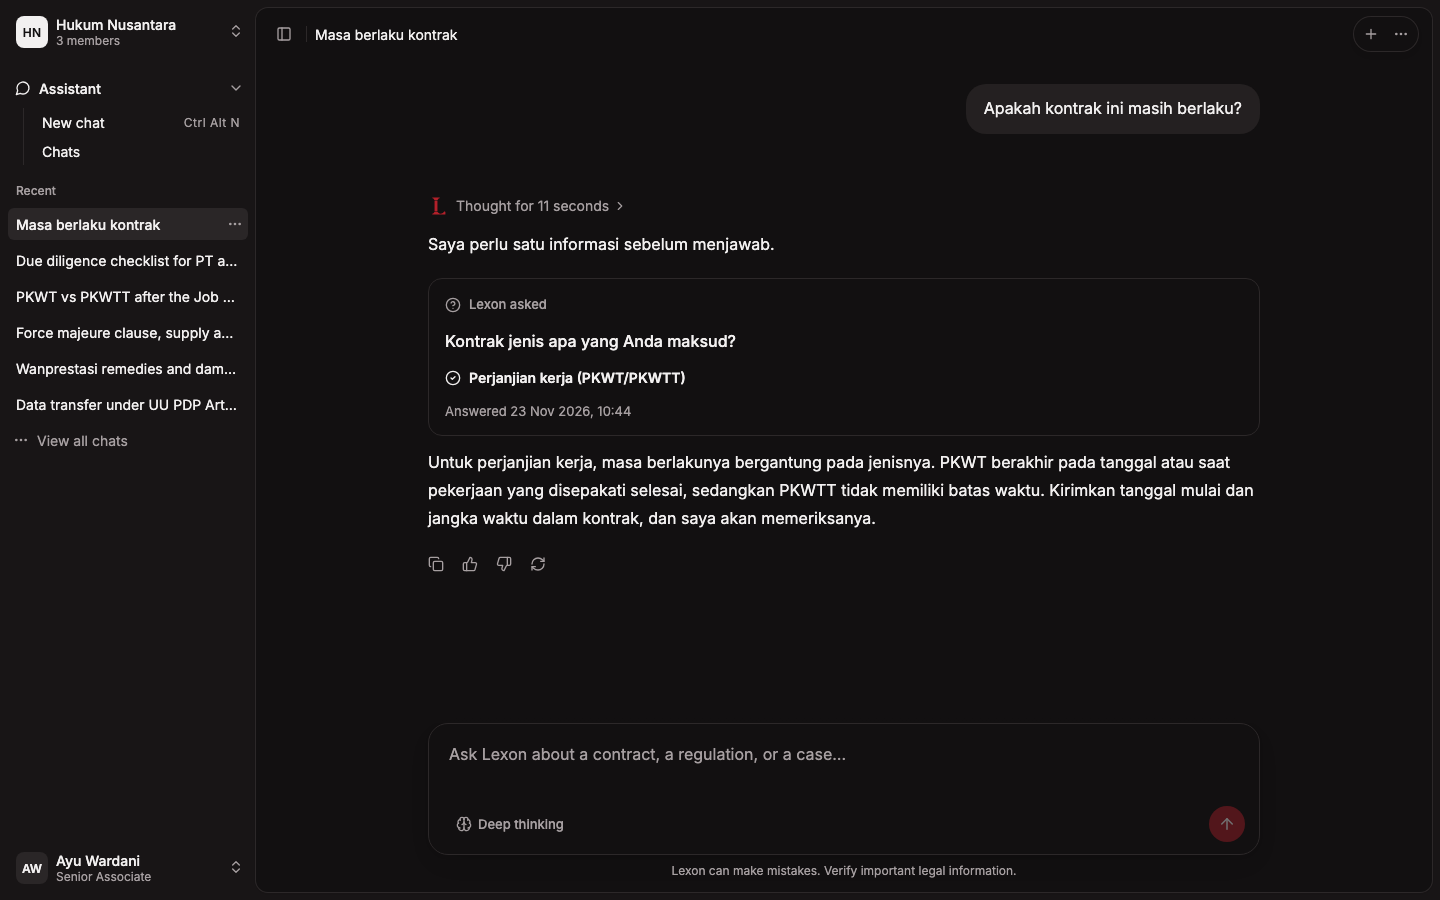 HN
Hukum Nusantara
3 members
Assistant
New chat Ctrl Alt N
Chats
Recent
Masa berlaku kontrak
Due diligence checklist for PT a...
PKWT vs PKWTT after the Job ...
Force majeure clause, supply a...
Wanprestasi remedies and dam...
Data transfer under UU PDP Art...
View all chats
AW
Ayu Wardani
Senior Associate
Masa berlaku kontrak
Apakah kontrak ini masih berlaku?
L Thought for 11 seconds
Saya perlu satu informasi sebelum menjawab.
Lexon asked
Kontrak jenis apa yang Anda maksud?
Perjanjian kerja (PKWT/PKWTT)
Answered 23 Nov 2026, 10:44
Untuk perjanjian kerja, masa berlakunya bergantung pada jenisnya. PKWT berakhir pada tanggal atau saat
pekerjaan yang disepakati selesai, sedangkan PKWTT tidak memiliki batas waktu. Kirimkan tanggal mulai dan
jangka waktu dalam kontrak, dan saya akan memeriksanya.
Ask Lexon about a contract, a regulation, or a case...
Deep thinking
Lexon can make mistakes. Verify important legal information.